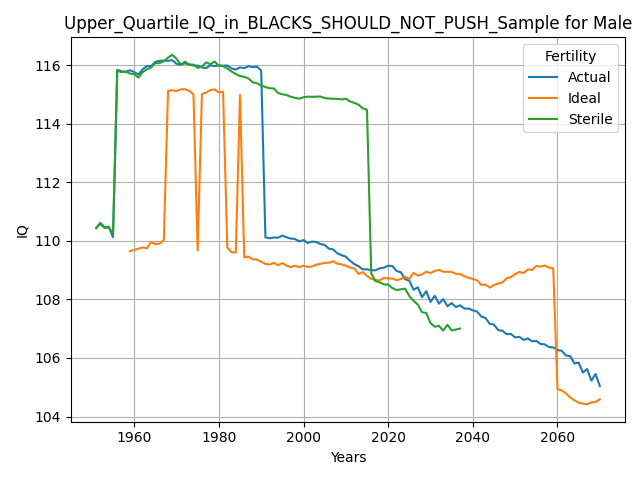 Upper_Quartile_IQ_in_BLACKS_SHOULD_NOT_PUSH_Sample for Male
Fertility
Actual
Ideal
Sterile
116
114
112
110
108
106
104
IQ
1960
1980
2000
2020
2040
2060
Years